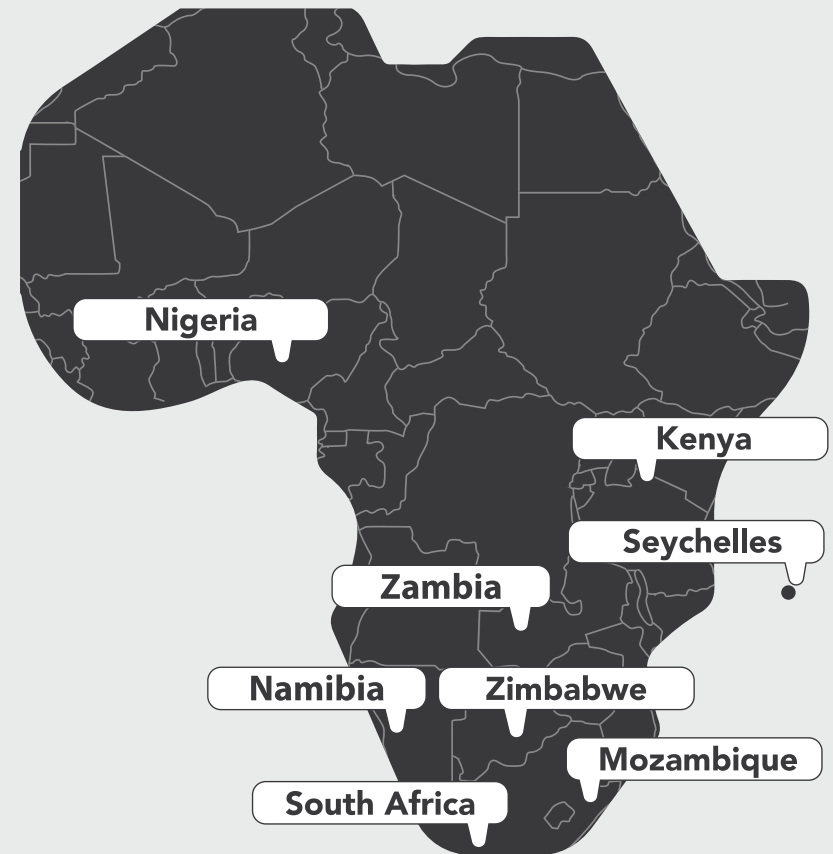 Nigeria
Kenya
Seychelles
Zambia
Namibia
Zimbabwe
Mozambique
South Africa